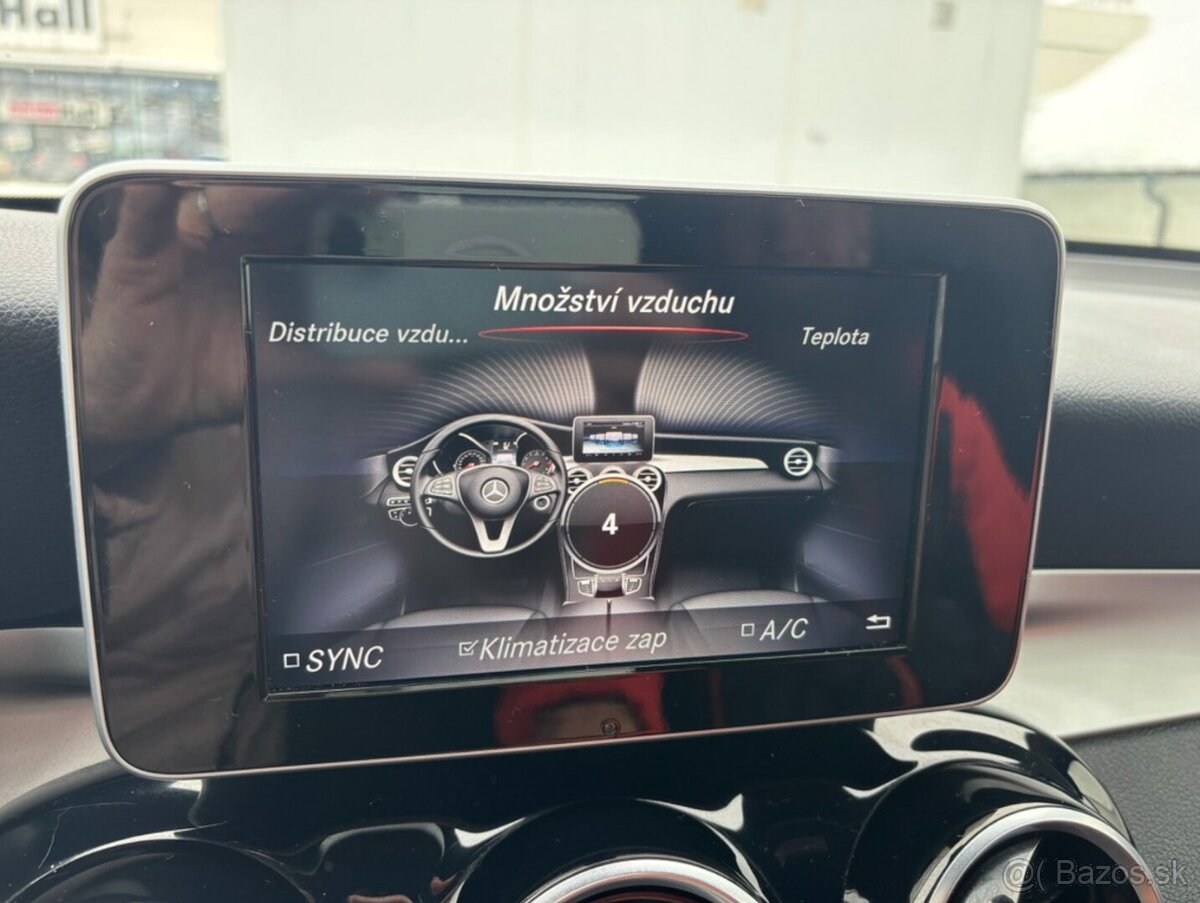 Hall
Množství vzduchu
Distribuce vzdu...
Teplota
4
SYNC
Klimatizace zap
A/C
Bazos.sk